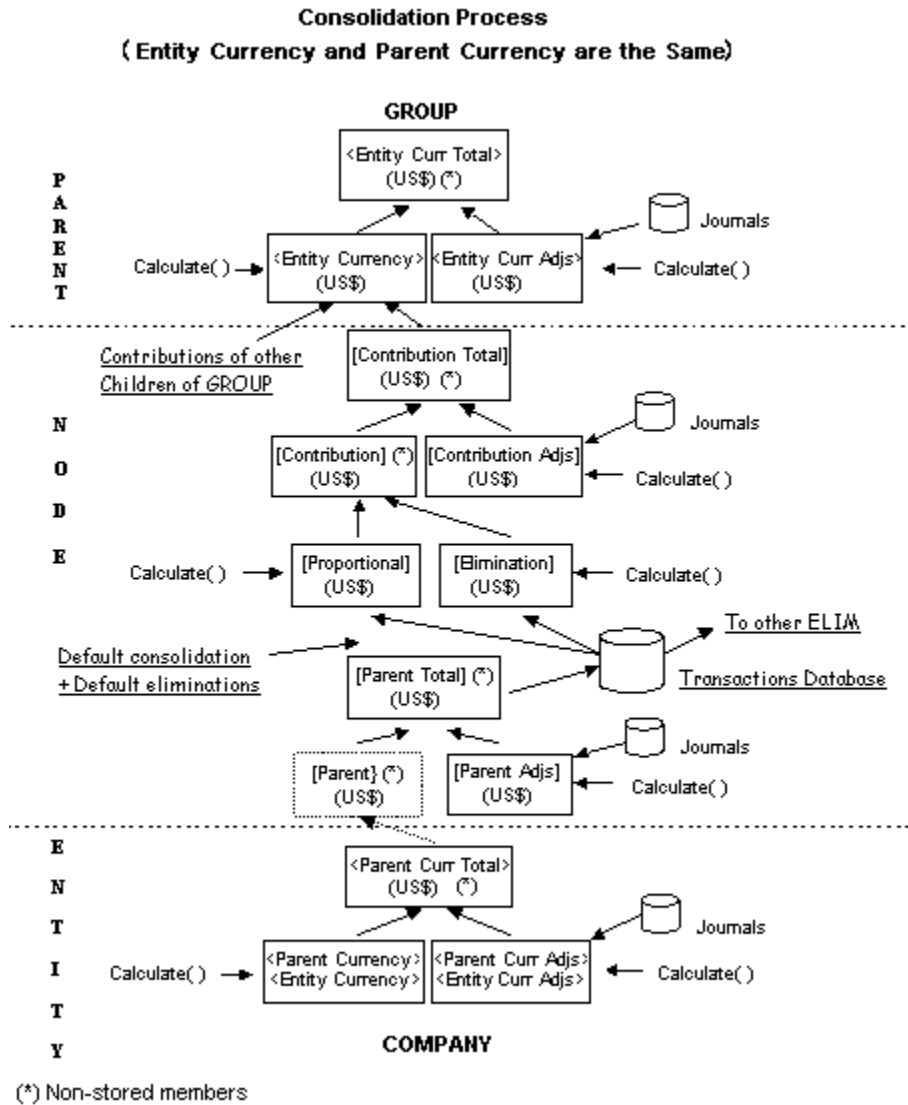 Consolidation Process
( Entity Currency and Parent Currency are the Same)
GROUP
<Entity Curr Total>
(US$) (*)
P
A
R
E
N
T
Journals
<Entity Currency>
(US$)
<Entity Curr Adjs>
(US$)
Calculate( )
Calculate( )
Contributions of other
Children of GROUP
[Contribution Total]
(US$) (*)
N
O
D
E
Journals
[Contribution] (*)
(US$)
[Contribution Adjs]
(US$)
Calculate( )
Calculate( )
[Proportional]
(US$)
[Elimination]
(US$)
Calculate( )
To other ELIM
Transactions Database
Default consolidation
+ Default eliminations
[Parent Total] (*)
(US$)
Journals
[Parent} (*)
(US$)
[Parent Adjs]
(US$)
Calculate( )
E
N
T
I
T
Y
<Parent Curr Total>
(US$) (*)
Journals
Calculate( )
<Parent Currency>
<Entity Currency>
<Parent Curr Adjs>
<Entity Curr Adjs>
Calculate( )
COMPANY
(*) Non-stored members